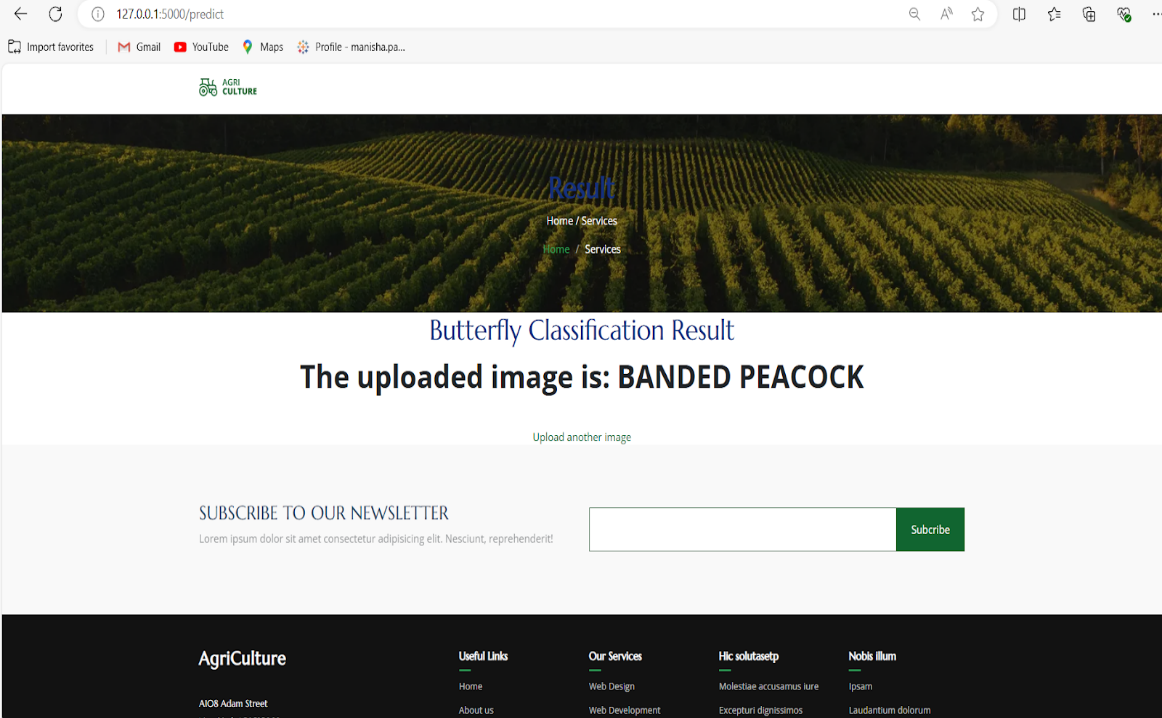 127.0.0.1:5000/predict
Import favorites Gmail YouTube Maps Profile - manisha.pa...
AGRI
CULTURE
Result
Home / Services
Home / Services
Butterfly Classification Result
The uploaded image is: BANDED PEACOCK
Upload another image
SUBSCRIBE TO OUR NEWSLETTER
Lorem ipsum dolor sit amet consectetur adipisicing elit. Nesciunt, reprehenderit!
Subcribe
AgriCulture
A108 Adam Street
Useful Links
Home
About us
Our Services
Web Design
Web Development
Hic solutasetp
Molestiae accusamus iure
Excepturi dignissimos
Nobis illum
Ipsam
Laudantium dolorum